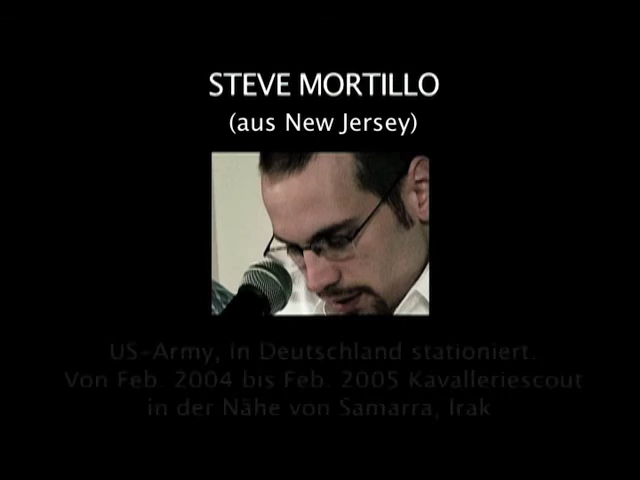 STEVE MORTILLO
(aus New Jersey)
US-Army, in Deutschland stationiert.
Von Feb. 2004 bis Feb. 2005 Kavalleriescout
in der Nähe von Samarra, Irak